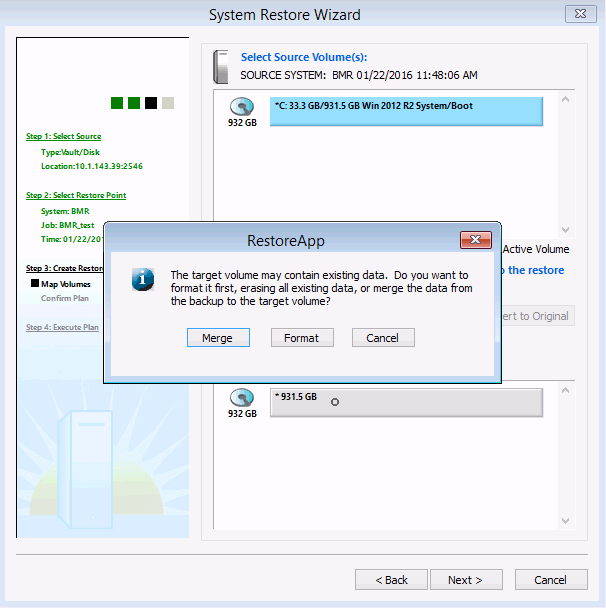 System Restore Wizard
Select Source Volume(s):
SOURCE SYSTEM: BMR 01/22/2016 11:48:06 AM
*C: 33.3 GB/931.5 GB Win 2012 R2 System/Boot
932 GB
Step 1: Select Source
Type:Vault/Disk
Location:10.1.143.39:2546
Step 2: Select Restore Point
System: BMR
Job: BMR_test
Time: 01/22/201
Step 3: Create Restore
Map Volumes
Confirm Plan
Step 4: Execute Plan
RestoreApp
The target volume may contain existing data. Do you want to
format it first, erasing all existing data, or merge the data from
the backup to the target volume?
Merge
Format
Cancel
Active Volume
the restore
ert to Original
* 931.5 GB
932 GB
< Back
Next >
Cancel